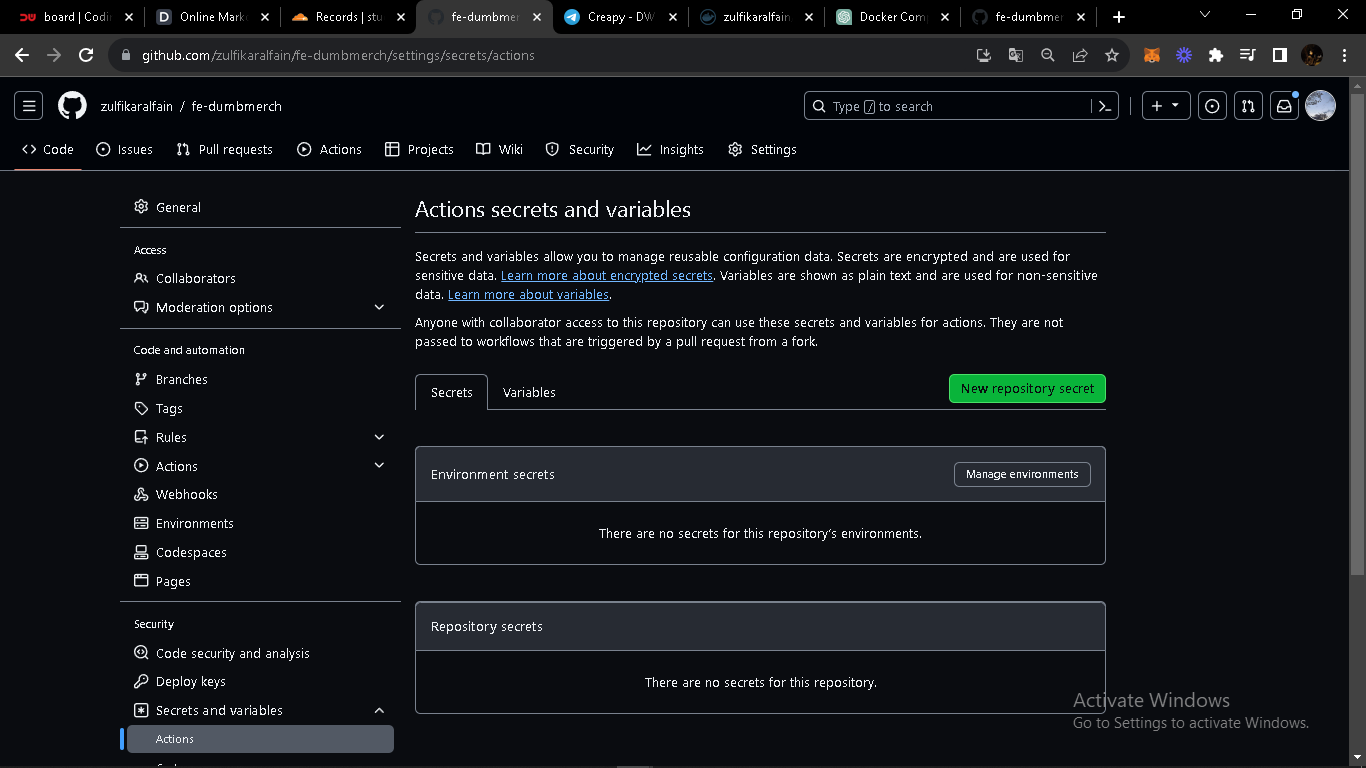 board | Codi
Online Mark
Records | stu
fe-dumbmer
Creapy - DW
zulfikaralfain
Docker Com
fe-dumbme
github.com/zulfikaralfain/fe-dumbmerch/settings/secrets/actions
zulfikaralfain / fe-dumbmerch
Type / to search
Code
Issues
Pull requests
Actions
Projects
Wiki
Security
Insights
Settings
General
Access
Collaborators
Moderation options
Code and automation
Branches
Tags
Rules
Actions
Webhooks
Environments
Codespaces
Pages
Security
Code security and analysis
Deploy keys
Secrets and variables
Actions
Actions secrets and variables
Secrets and variables allow you to manage reusable configuration data. Secrets are encrypted and are used for
sensitive data. Learn more about encrypted secrets. Variables are shown as plain text and are used for non-sensitive
data. Learn more about variables.
Anyone with collaborator access to this repository can use these secrets and variables for actions. They are not
passed to workflows that are triggered by a pull request from a fork.
Secrets
Variables
New repository secret
Environment secrets
Manage environments
There are no secrets for this repository's environments.
Repository secrets
There are no secrets for this repository.
Activate Windows
Go to Settings to activate Windows.